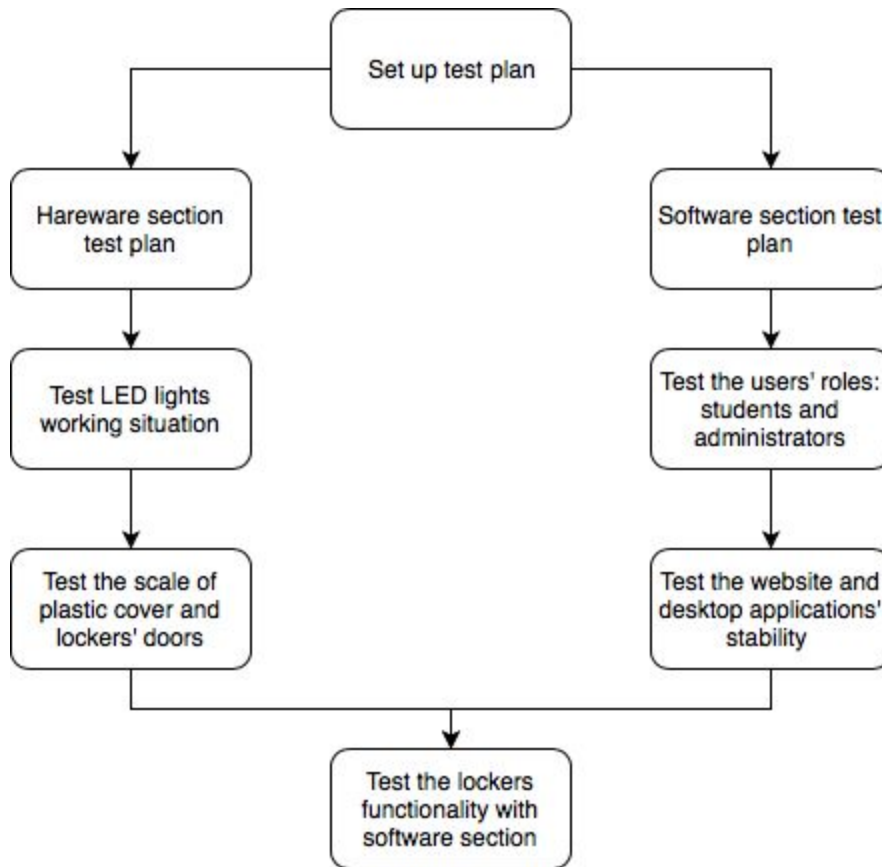 Set up test plan
Hareware section
test plan
Software section test
plan
Test LED lights
working situation
Test the users' roles:
students and
administrators
Test the scale of
plastic cover and
lockers' doors
Test the website and
desktop applications'
stability
Test the lockers
functionality with
software section